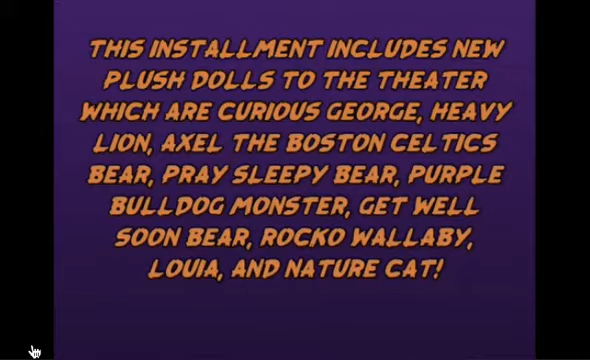 THIS INSTALLMENT INCLUDES NEW
PLUSH DOLLS TO THE THEATER
WHICH ARE CURIOUS GEORGE, HEAVY
LION, AXEL THE BOSTON CELTICS
BEAR, PRAY SLEEPY BEAR, PURPLE
BULLDOG MONSTER, GET WELL
SOON BEAR, ROCKO WALLABY,
LOUIA, AND NATURE CAT!